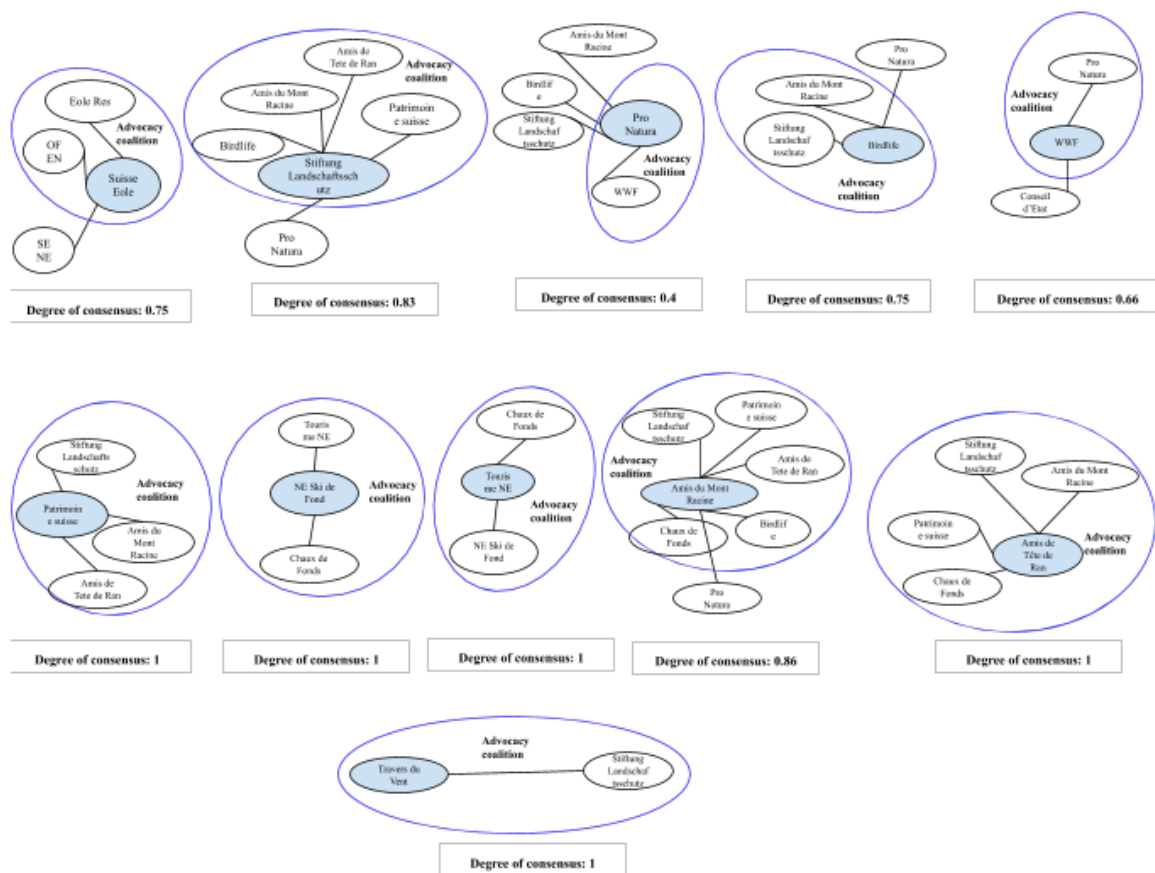 Eole Res
OF
EN
Advocacy
coalition
Suisse
Eole
SE
NE
Degree of consensus: 0.75
Amis de
Tete de Ran
Advocacy
coalition
Amis du Mont
Racine
Patrimoin
e suisse
Birdlife
Stiftung
Landschaftssch
utz
Pro
Natura
Degree of consensus: 0.83
Amis du Mont
Racine
Birdlif
e
Stiftung
Landschaf
tsschutz
Pro
Natura
Advocacy
coalition
WWF
Degree of consensus: 0.4
Pro
Natura
Amis du Mont
Racine
Stiftung
Landschaf
tsschutz
Birdlife
Advocacy
coalition
Degree of consensus: 0.75
Pro
Natura
Advocacy
coalition
WWF
Conseil
d'Etat
Degree of consensus: 0.66
Stiftung
Landschafts
schutz
Advocacy
coalition
Patrimoin
e suisse
Amis du
Mont
Racine
Amis de
Tete de Ran
Degree of consensus: 1
Touris
me NE
NE Ski de
Fond
Advocacy
coalition
Chaux de
Fonds
Degree of consensus: 1
Chaux de
Fonds
Touris
me NE
Advocacy
coalition
NE Ski de
Fond
Degree of consensus: 1
Stiftung
Landschaf
tsschutz
Patrimoin
e suisse
Advocacy
coalition
Amis de
Tete de Ran
Amis du Mont
Racine
Chaux de
Fonds
Birdlif
e
Pro
Natura
Degree of consensus: 0.86
Stiftung
Landschaf
tsschutz
Amis du Mont
Racine
Patrimoin
e suisse
Amis de
Tête de
Ran
Advocacy
coalition
Chaux de
Fonds
Degree of consensus: 1
Advocacy
coalition
Travers du
Vent
Stiftung
Landschaf
tsschutz
Degree of consensus: 1